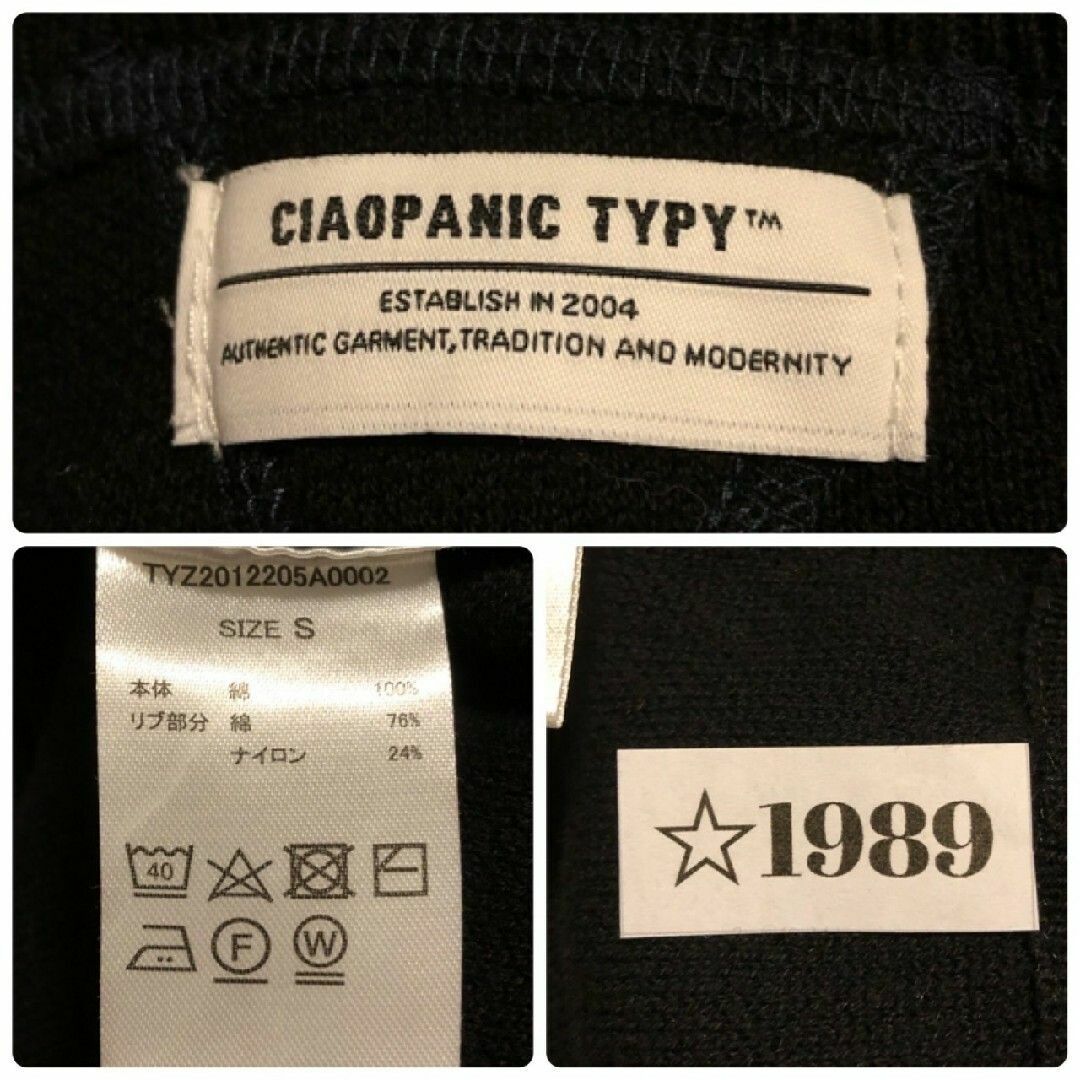 CIAOPANIC TYPY™
ESTABLISH IN 2004
AUTHENTIC GARMENT, TRADITION AND MODERNITY
TYZ2012205A0002
SIZE S
本体 綿 100%
リブ部分 綿 76%
ナイロン 24%
40
F W
☆1989